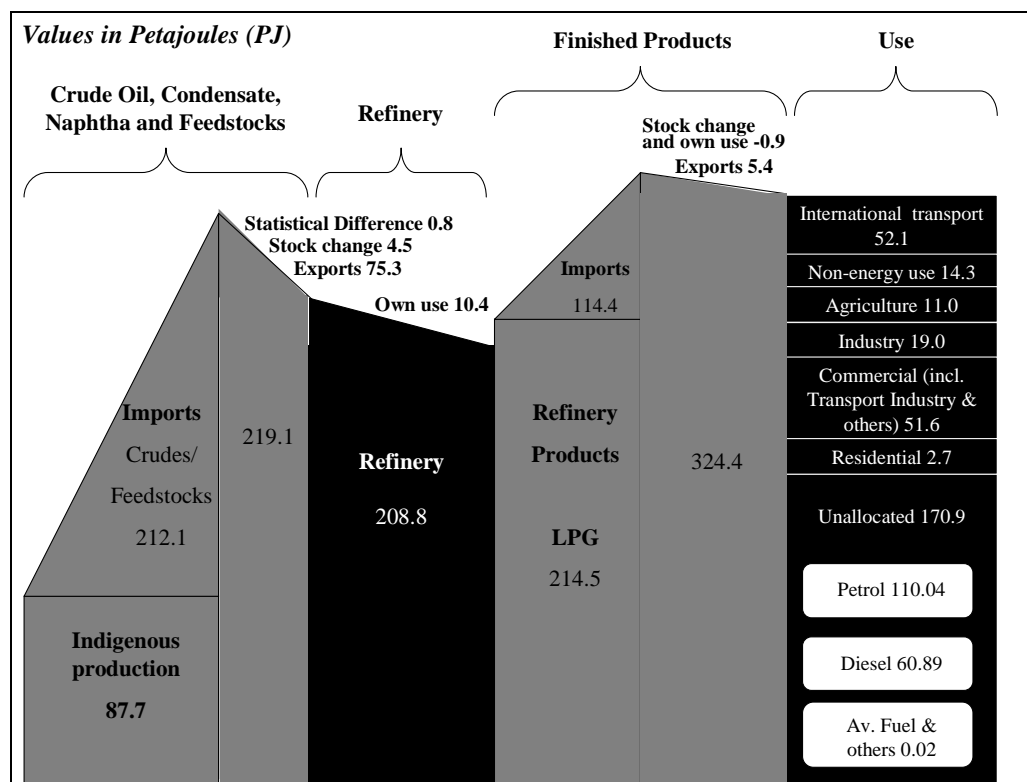 Values in Petajoules (PJ)
Finished Products
Use
Crude Oil, Condensate,
Naphtha and Feedstocks
Refinery
Stock change
and own use -0.9
Exports 5.4
Statistical Difference 0.8
Stock change 4.5
Exports 75.3
Own use 10.4
Imports
Crudes/
Feedstocks
212.1
Indigenous
production
87.7
219.1
Refinery
208.8
Imports
114.4
Refinery
Products
LPG
214.5
324.4
International transport
52.1
Non-energy use 14.3
Agriculture 11.0
Industry 19.0
Commercial (incl.
Transport Industry &
others) 51.6
Residential 2.7
Unallocated 170.9
Petrol 110.04
Diesel 60.89
Av. Fuel &
others 0.02